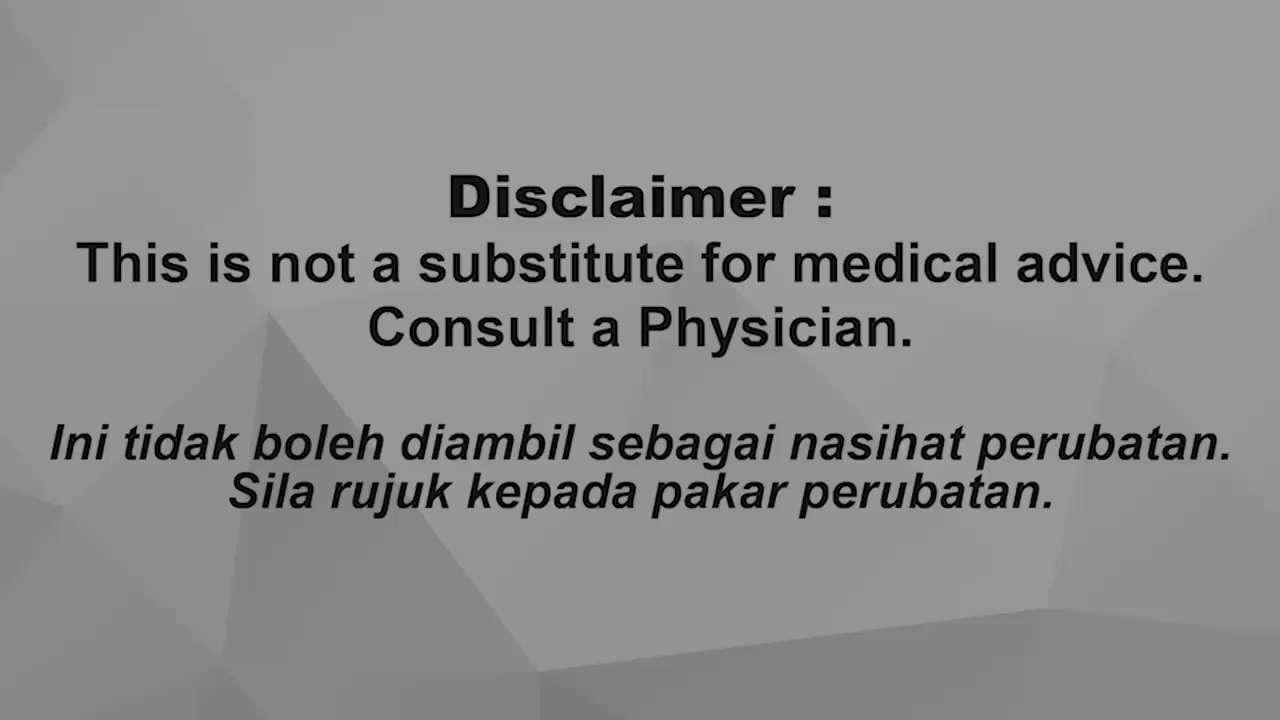 Disclaimer :
This is not a substitute for medical advice.
Consult a Physician.
Ini tidak boleh diambil sebagai nasihat perubatan.
Sila rujuk kepada pakar perubatan.